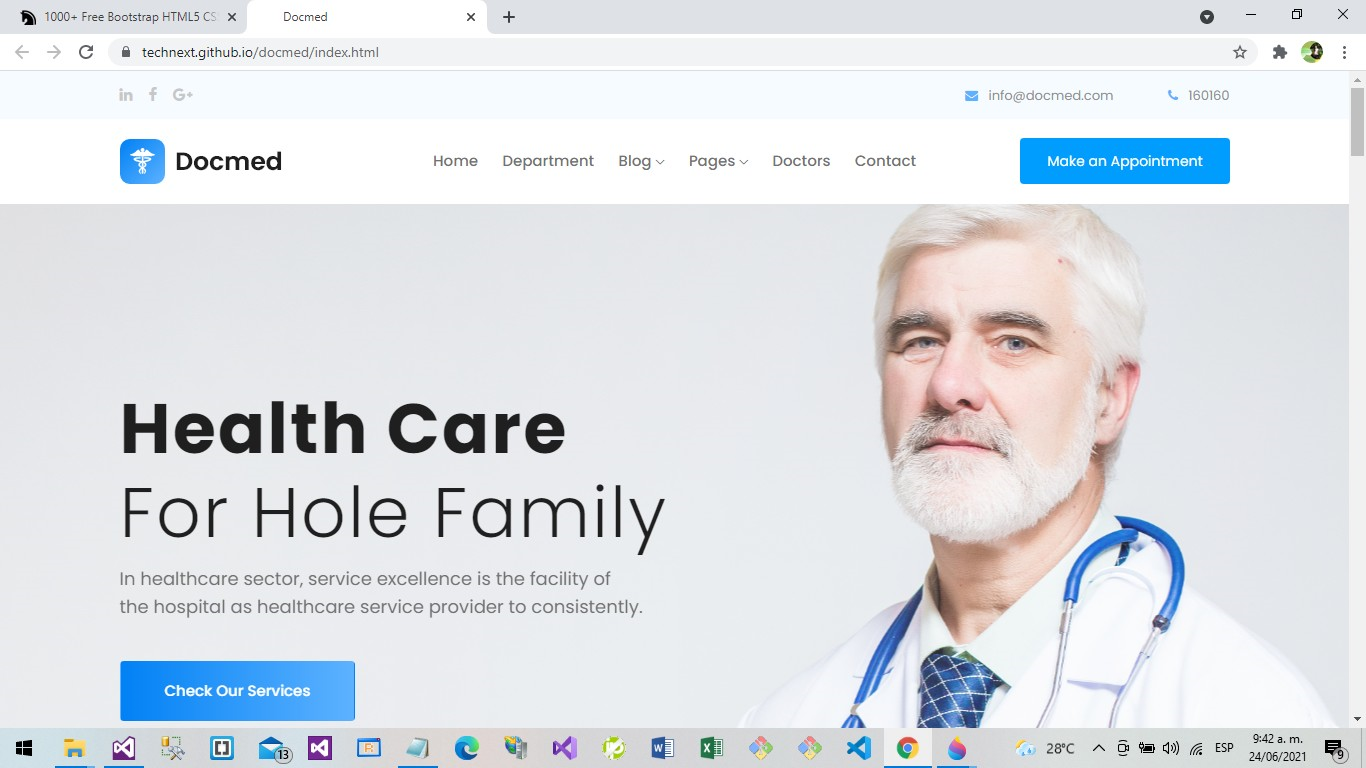 1000+ Free Bootstrap HTML5 CS
Docmed
technext.github.io/docmed/index.html
info@docmed.com
160160
Docmed
Home
Department
Blog
Pages
Doctors
Contact
Make an Appointment
Health Care
For Hole Family
In healthcare sector, service excellence is the facility of
the hospital as healthcare service provider to consistently.
Check Our Services
13
28°C
ESP
9:42 a. m.
24/06/2021
9